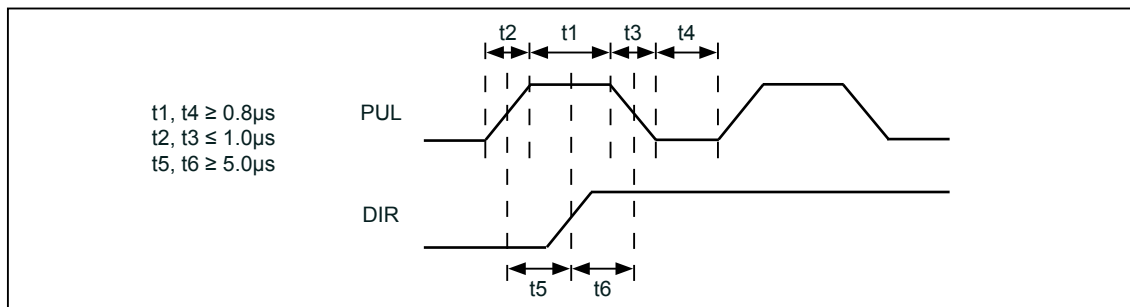 t2 t1 t3 t4
t1, t4 ≥ 0.8μs
t2, t3 ≤ 1.0μs
t5, t6 ≥ 5.0μs
PUL
DIR
t5 t6